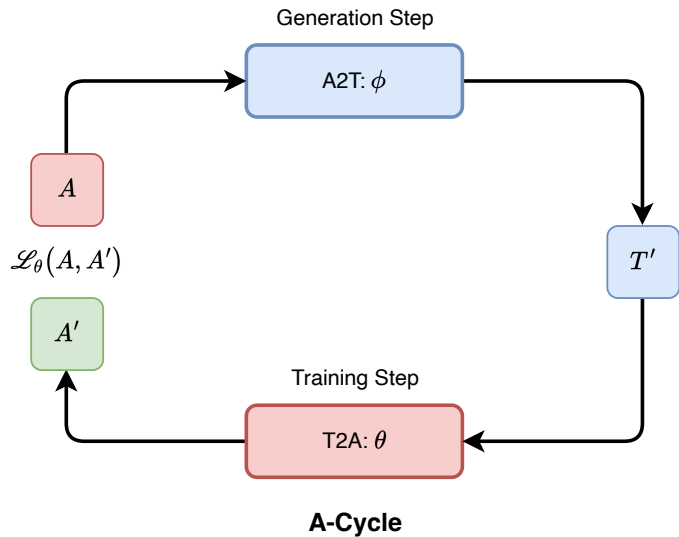 Generation Step
A2T: ϕ
A
ℒθ(A, A′)
T′
A′
Training Step
T2A: θ
A-Cycle